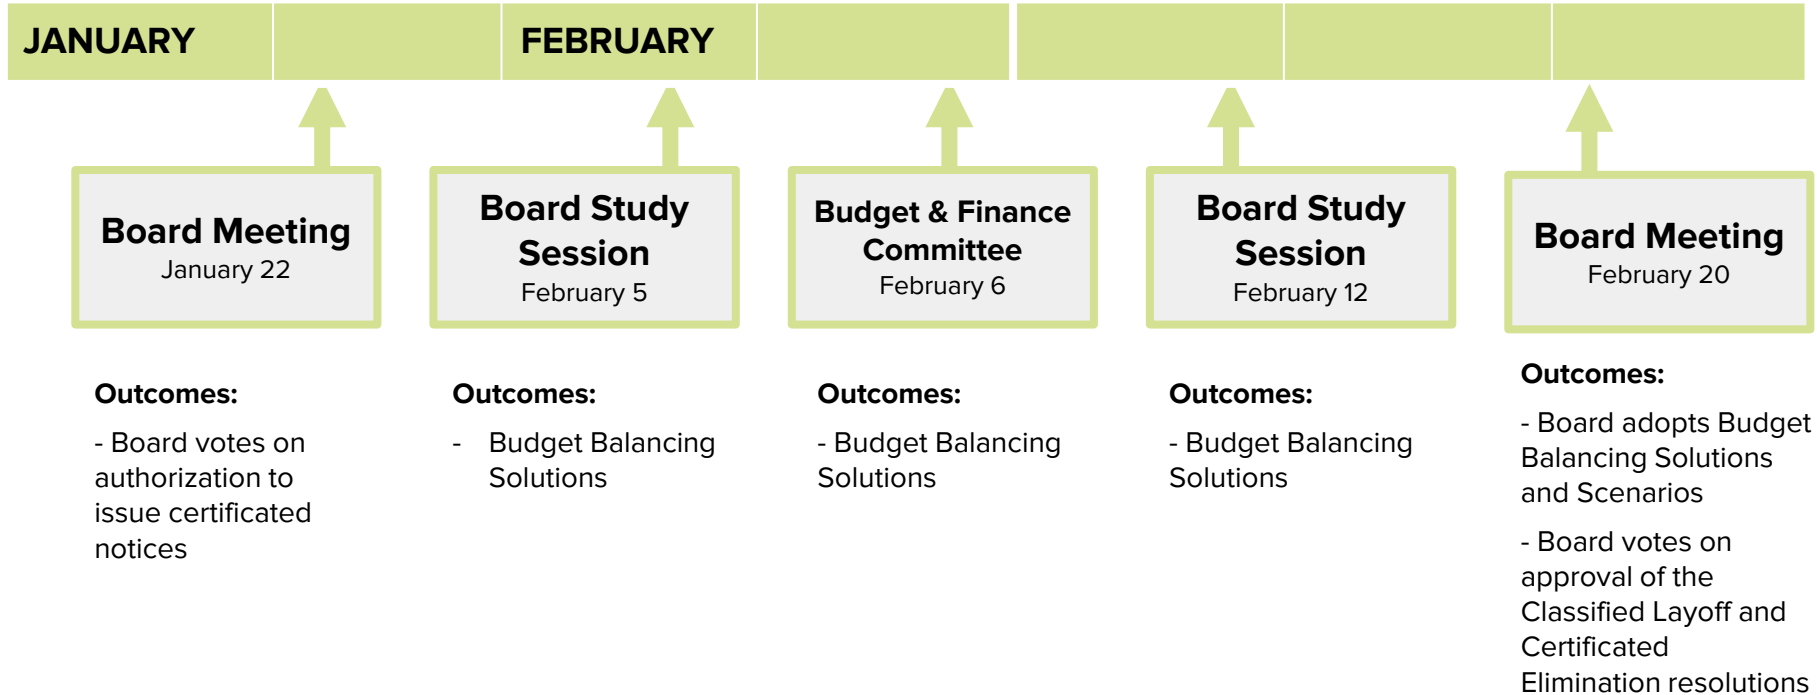 JANUARY
FEBRUARY
Board Meeting
January 22
Board Study
Session
February 5
Budget & Finance
Committee
February 6
Board Study
Session
February 12
Board Meeting
February 20
Outcomes:
- Board votes on
authorization to
issue certificated
notices
Outcomes:
- Budget Balancing
Solutions
Outcomes:
- Budget Balancing
Solutions
Outcomes:
- Budget Balancing
Solutions
Outcomes:
- Board adopts Budget
Balancing Solutions
and Scenarios
- Board votes on
approval of the
Classified Layoff and
Certificated
Elimination resolutions